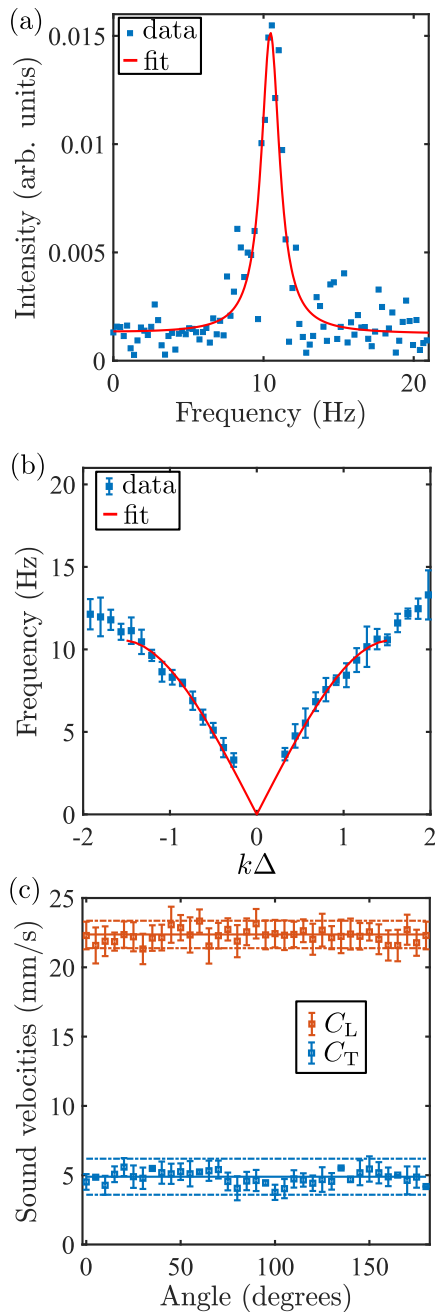 (a)
0.015
0.01
0.005
0
Intensity (arb. units)
data
fit
0 10 20
Frequency (Hz)
(b)
20
15
10
5
0
Frequency (Hz)
data
fit
-2 -1 0 1 2
kΔ
(c)
25
20
15
10
5
0
Sound velocities (mm/s)
C_L
C_T
0 50 100 150
Angle (degrees)